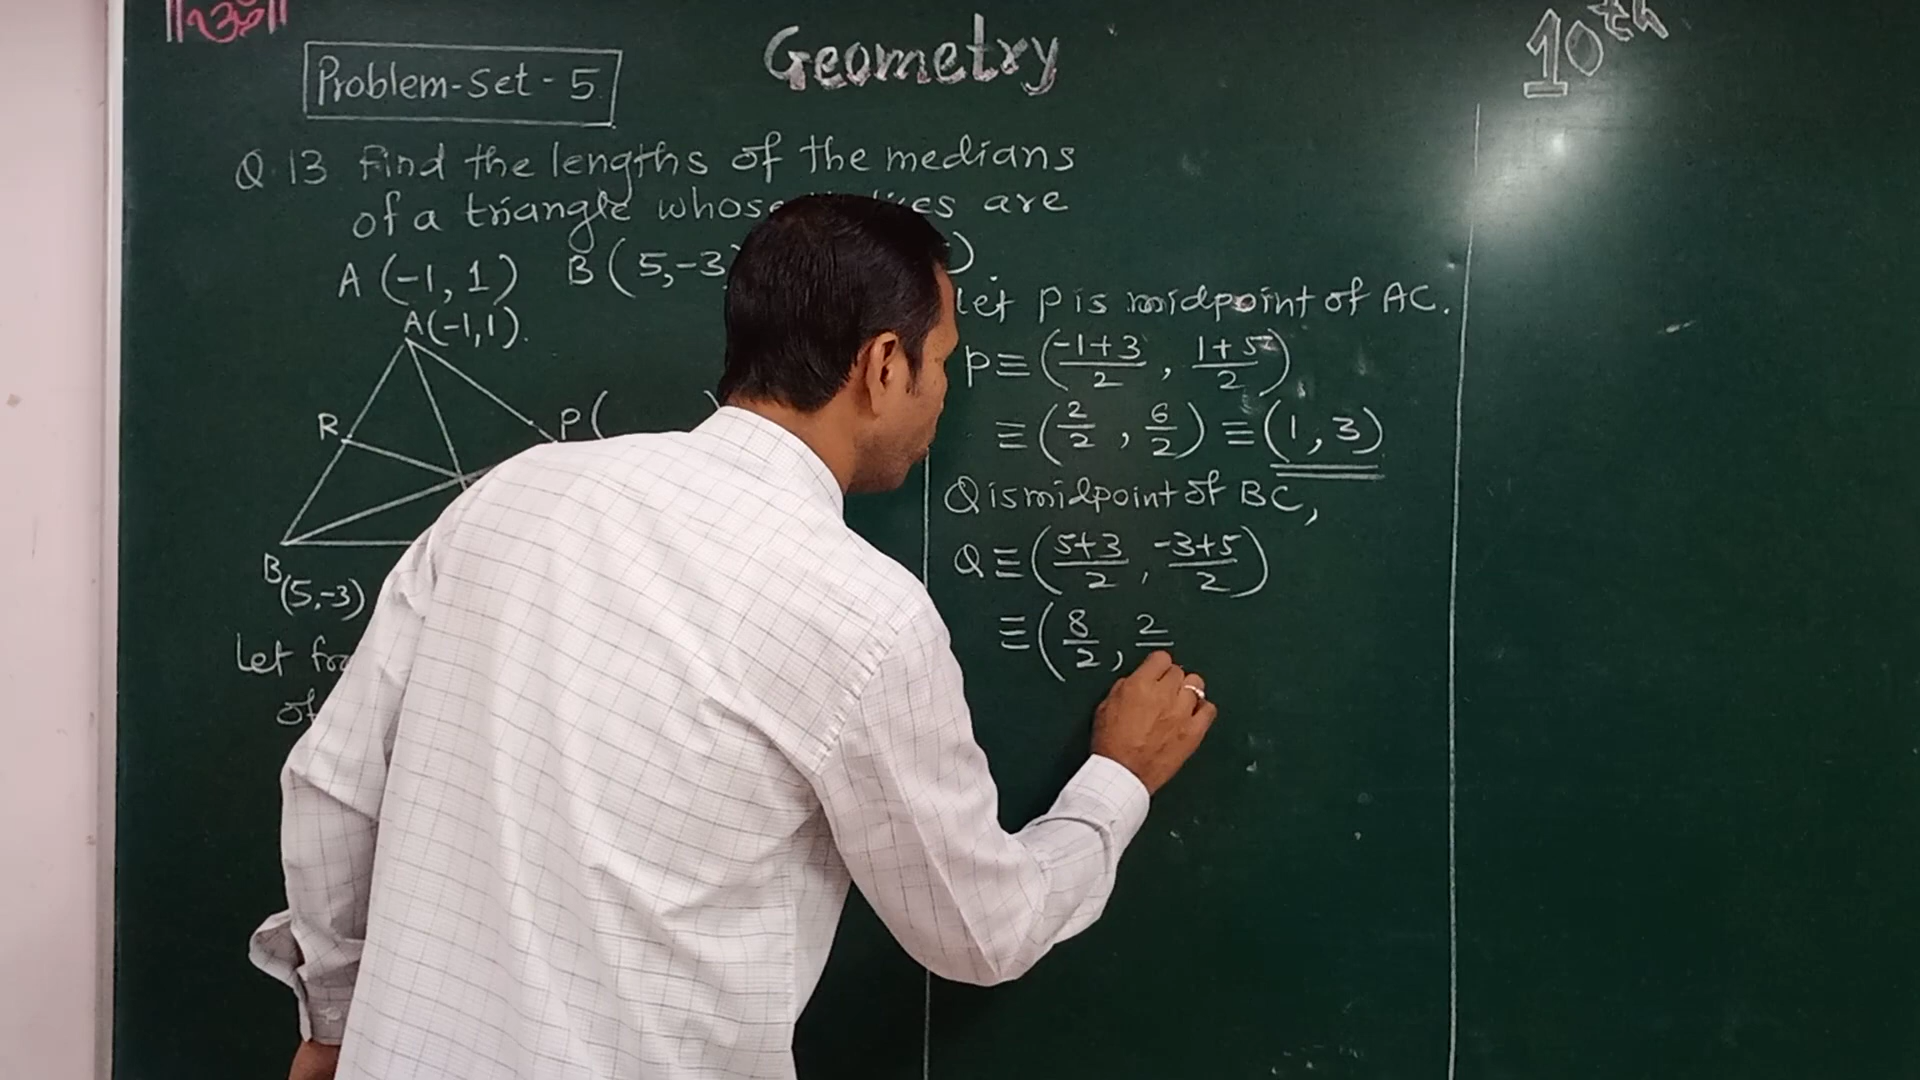 ॥ॐ॥
Geometry
10th
Problem-Set-5
Q.13 Find the lengths of the medians
of a triangle whose are
A (-1, 1) B (5,-3)
A(-1,1).
R
P (
B
(5,-3)
Let
of
let P is midpoint of AC.
P≡(-1+3/2, 1+5/2)
≡(2/2, 6/2)≡(1,3)
Q is midpoint of BC,
Q≡(5+3/2, -3+5/2)
≡(8/2, 2